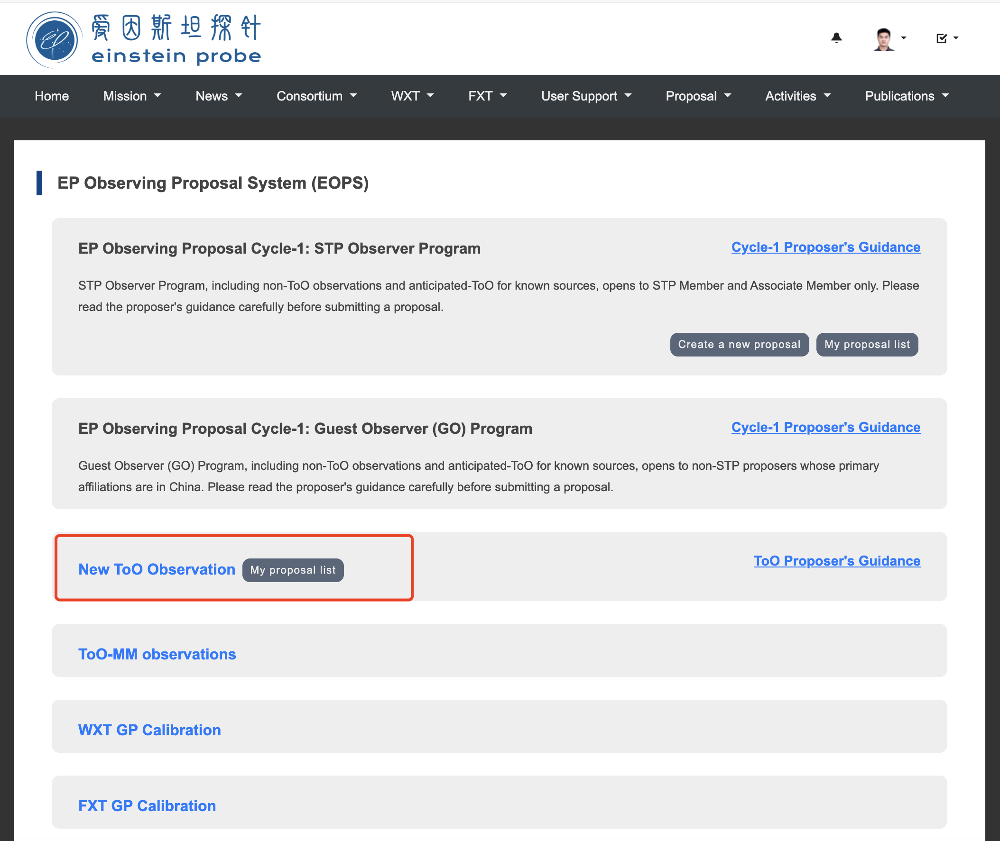 爱因斯坦探针
einstein probe
Home Mission News Consortium WXT FXT User Support Proposal Activities Publications
EP Observing Proposal System (EOPS)
EP Observing Proposal Cycle-1: STP Observer Program
Cycle-1 Proposer's Guidance
STP Observer Program, including non-ToO observations and anticipated-ToO for known sources, opens to STP Member and Associate Member only. Please
read the proposer's guidance carefully before submitting a proposal.
Create a new proposal
My proposal list
EP Observing Proposal Cycle-1: Guest Observer (GO) Program
Cycle-1 Proposer's Guidance
Guest Observer (GO) Program, including non-ToO observations and anticipated-ToO for known sources, opens to non-STP proposers whose primary
affiliations are in China. Please read the proposer's guidance carefully before submitting a proposal.
New ToO Observation
My proposal list
ToO Proposer's Guidance
ToO-MM observations
WXT GP Calibration
FXT GP Calibration